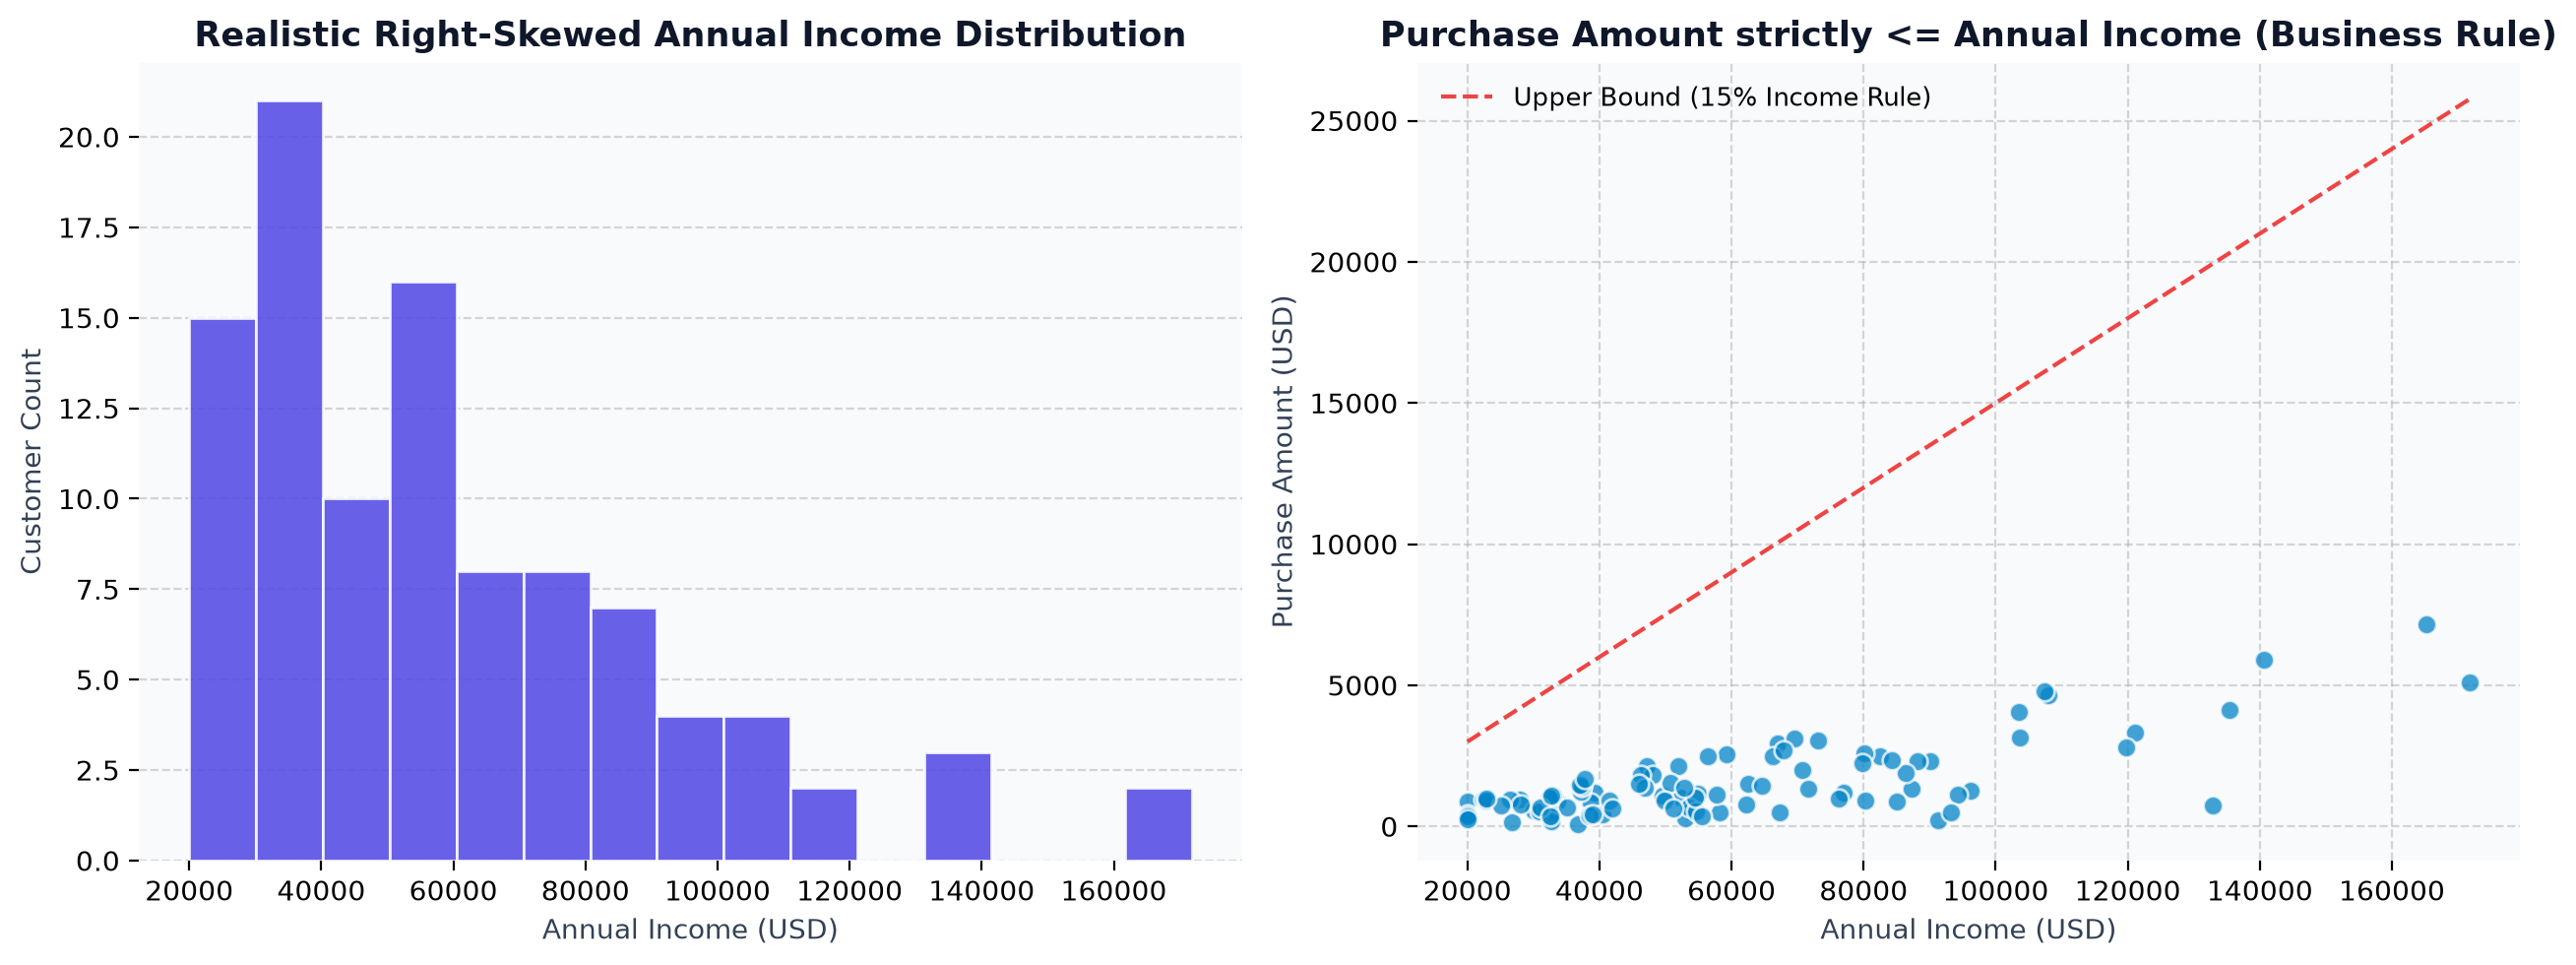 Realistic Right-Skewed Annual Income Distribution
Customer Count
20.0
17.5
15.0
12.5
10.0
7.5
5.0
2.5
0.0
20000 40000 60000 80000 100000 120000 140000 160000
Annual Income (USD)
Purchase Amount strictly <= Annual Income (Business Rule)
Upper Bound (15% Income Rule)
Purchase Amount (USD)
25000
20000
15000
10000
5000
0
20000 40000 60000 80000 100000 120000 140000 160000
Annual Income (USD)